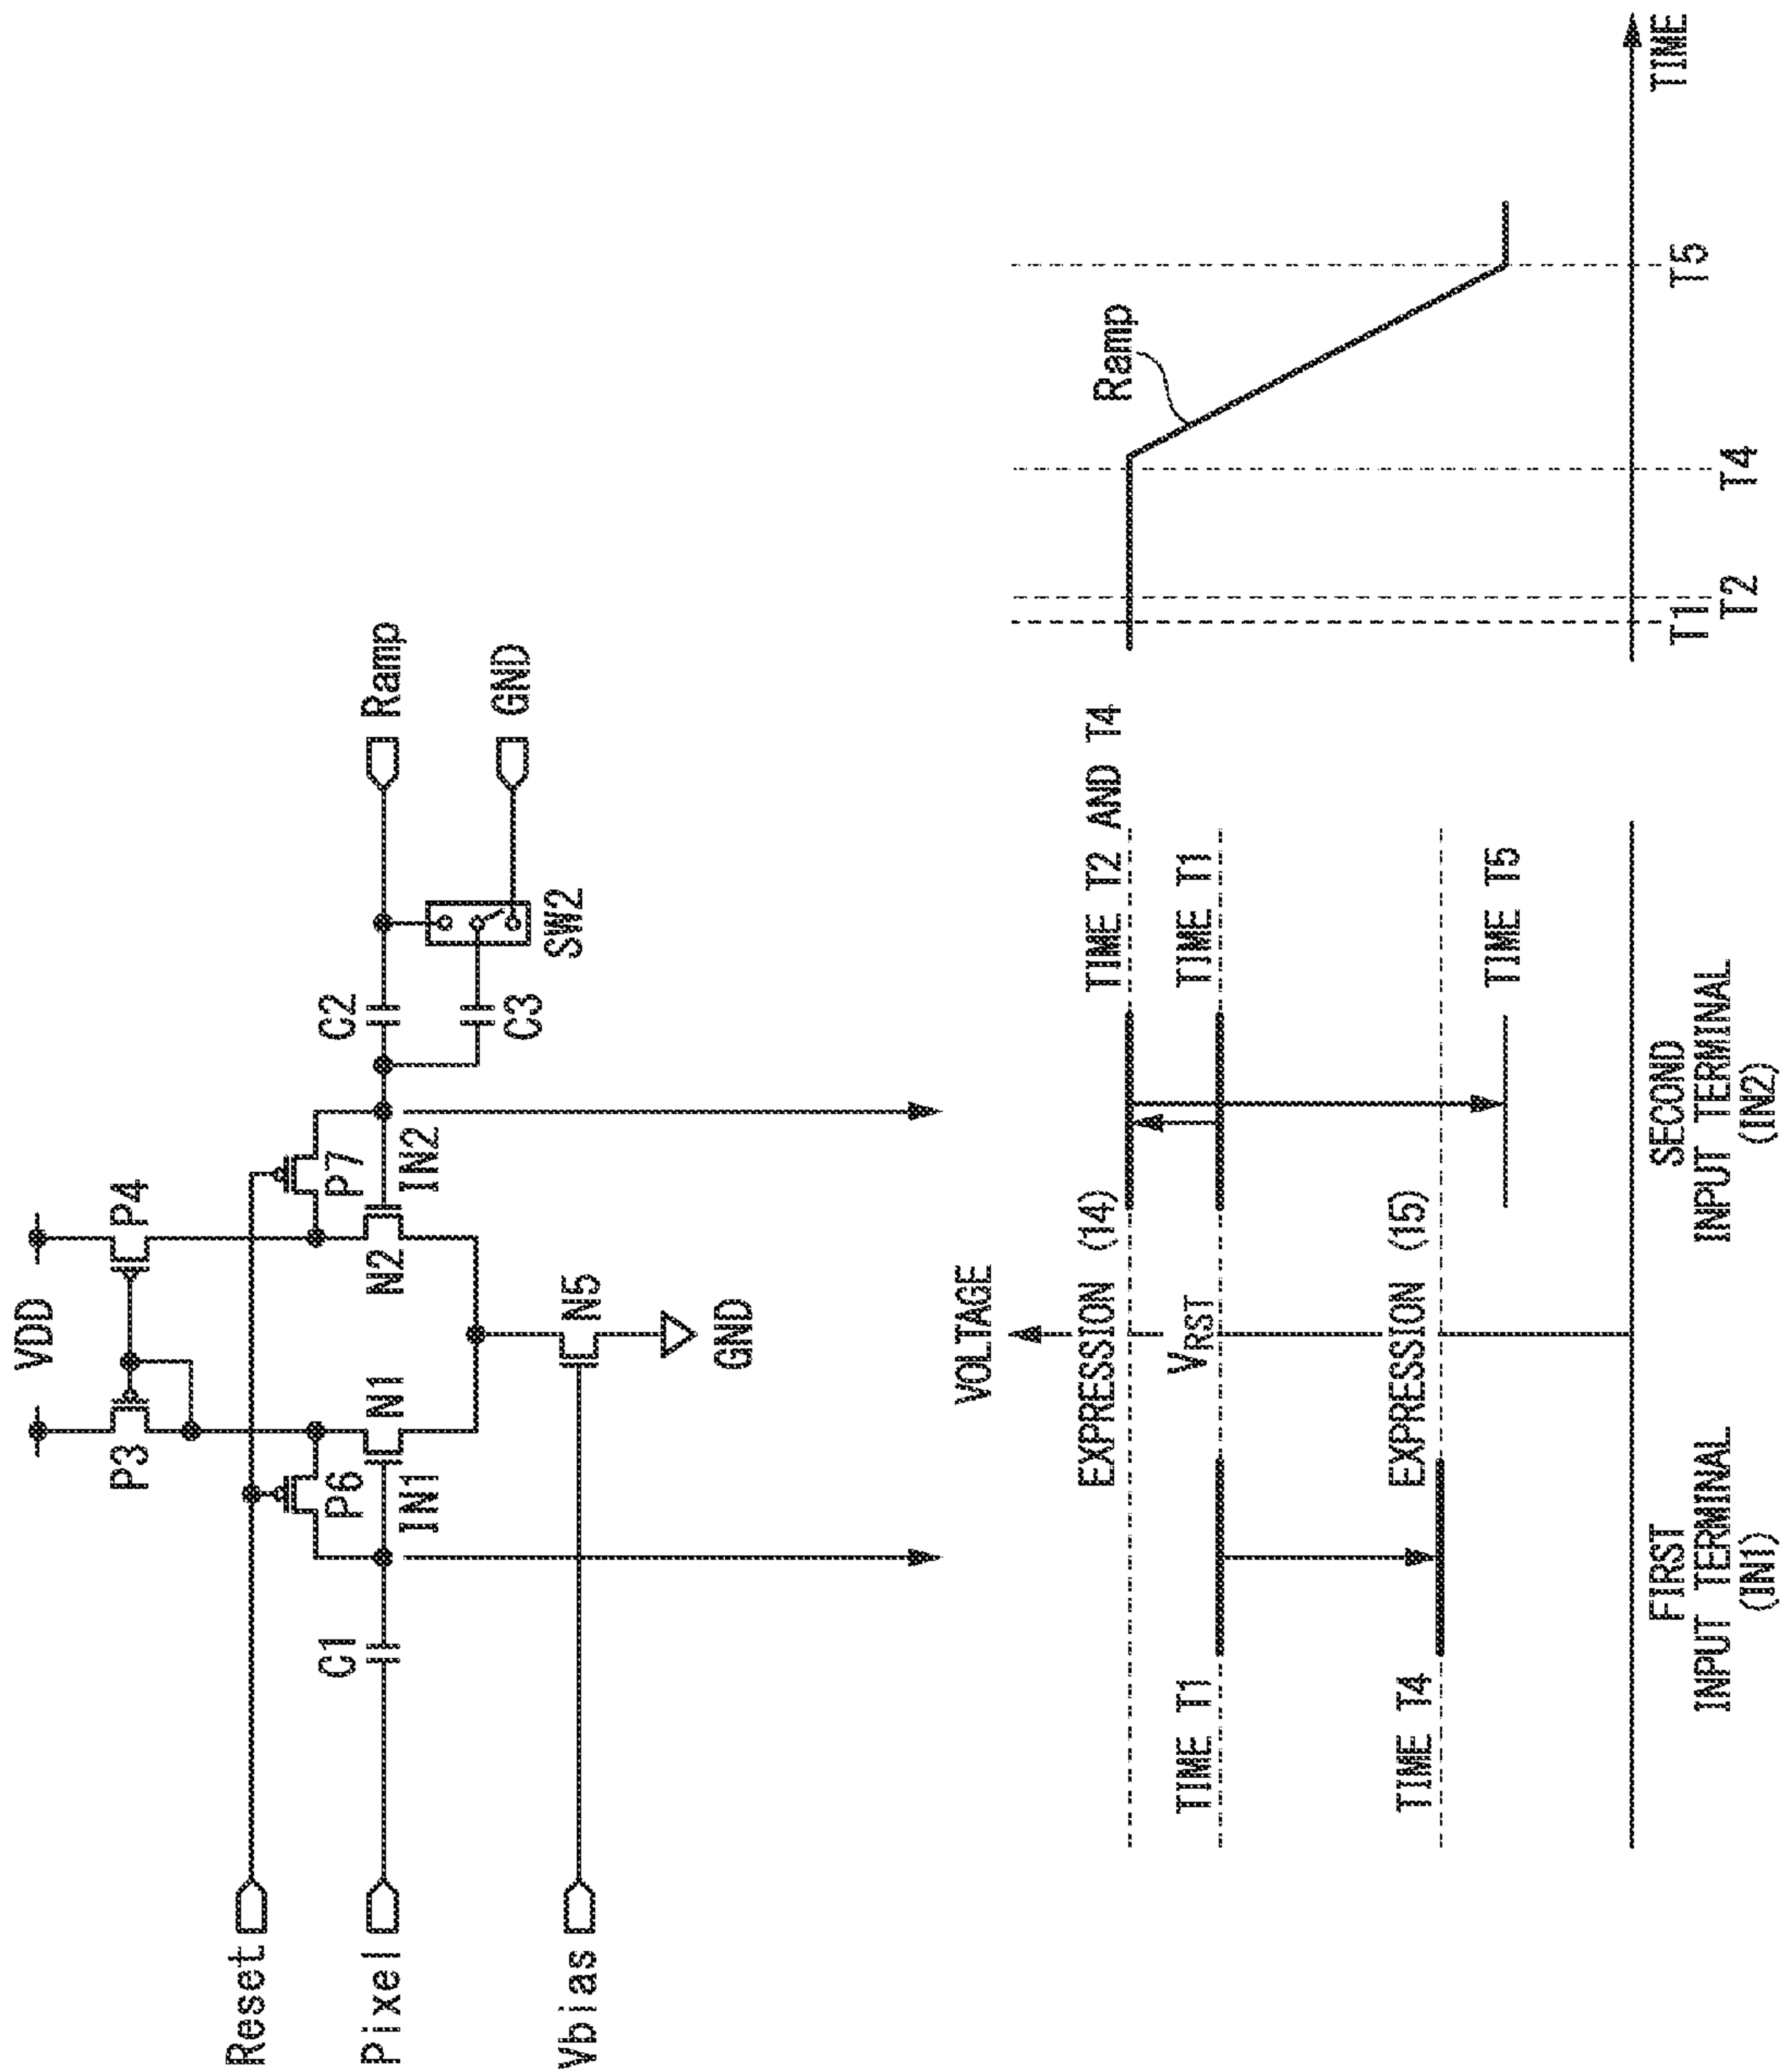 VDD
P3
P4
Reset
P6
P7
N1
N2
IN1
IN2
Pixel
C1
C2
Ramp
C3
SW2
GND
Vbias
N5
GND
VOLTAGE
EXPRESSION (14)
TIME T2 AND T4
TIME T1
VRST
TIME T1
TIME T4
EXPRESSION (15)
TIME T5
FIRST
INPUT TERMINAL
(IN1)
SECOND
INPUT TERMINAL
(IN2)
Ramp
T1
T2
T4
T5
TIME